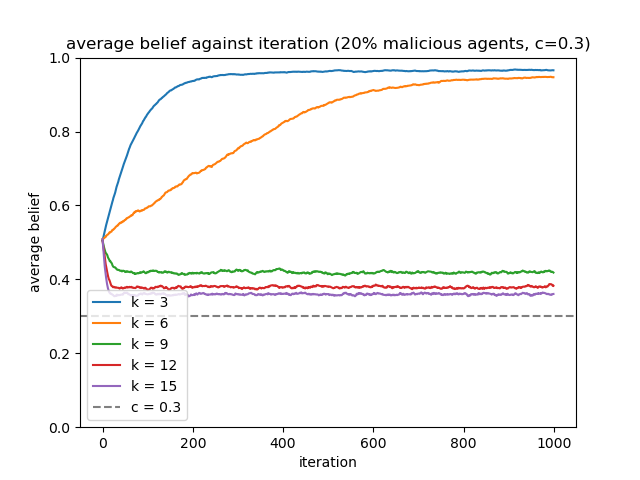 average belief against iteration (20% malicious agents, c=0.3)
1.0
0.8
0.6
0.4
0.2
0.0
average belief
k = 3
k = 6
k = 9
k = 12
k = 15
c = 0.3
0 200 400 600 800 1000
iteration